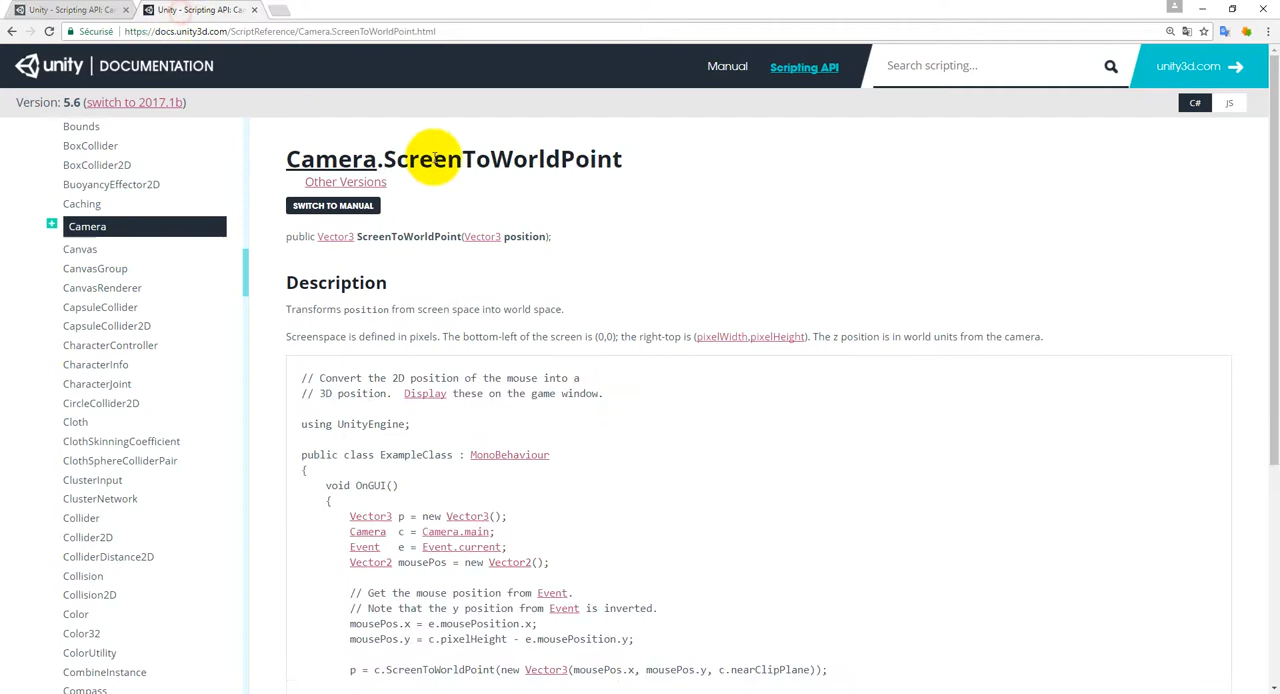 Unity - Scripting API: Ca
Unity - Scripting API: Ca
Sécurisé https://docs.unity3d.com/ScriptReference/Camera.ScreenToWorldPoint.html
unity | DOCUMENTATION
Manual
Scripting API
Search scripting...
unity3d.com
Version: 5.6 (switch to 2017.1b)
C#
JS
Bounds
BoxCollider
BoxCollider2D
BuoyancyEffector2D
Caching
Camera
Canvas
CanvasGroup
CanvasRenderer
CapsuleCollider
CapsuleCollider2D
CharacterController
CharacterInfo
CharacterJoint
CircleCollider2D
Cloth
ClothSkinningCoefficient
ClothSphereColliderPair
ClusterInput
ClusterNetwork
Collider
Collider2D
ColliderDistance2D
Collision
Collision2D
Color
Color32
ColorUtility
CombineInstance
Compass
Camera.ScreenToWorldPoint
Other Versions
SWITCH TO MANUAL
public Vector3 ScreenToWorldPoint(Vector3 position);
Description
Transforms position from screen space into world space.
Screenspace is defined in pixels. The bottom-left of the screen is (0,0); the right-top is (pixelWidth,pixelHeight). The z position is in world units from the camera.
// Convert the 2D position of the mouse into a
// 3D position. Display these on the game window.
using UnityEngine;
public class ExampleClass : MonoBehaviour
{
void OnGUI()
{
Vector3 p = new Vector3();
Camera c = Camera.main;
Event e = Event.current;
Vector2 mousePos = new Vector2();
// Get the mouse position from Event.
// Note that the y position from Event is inverted.
mousePos.x = e.mousePosition.x;
mousePos.y = c.pixelHeight - e.mousePosition.y;
p = c.ScreenToWorldPoint(new Vector3(mousePos.x, mousePos.y, c.nearClipPlane));